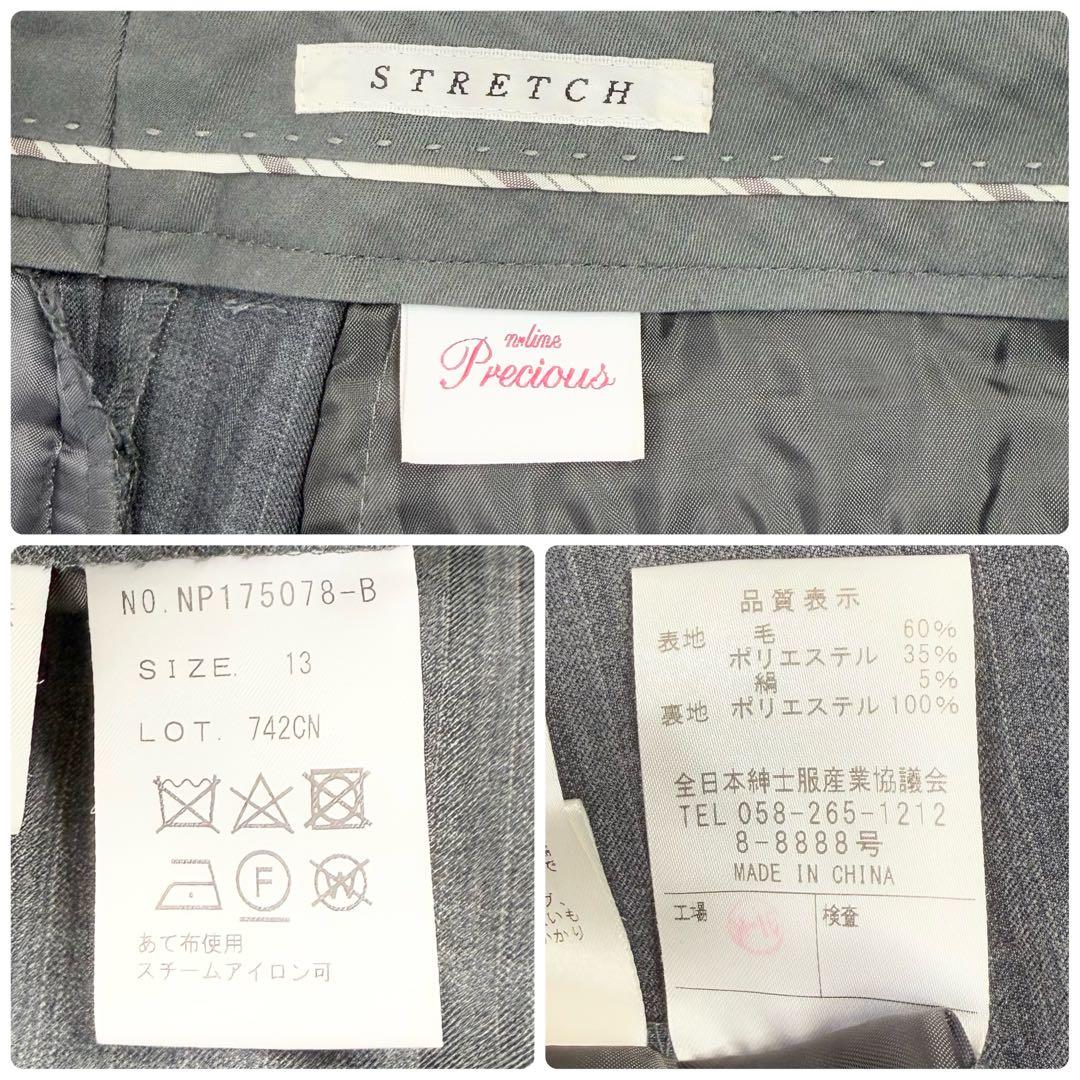 STRETCH
n♥line
Precious
NO.NP175078-B
SIZE. 13
LOT. 742CN
F
W
あて布使用
スチームアイロン可
品質表示
表地 毛 60%
ポリエステル 35%
絹 5%
裏地 ポリエステル 100%
全日本紳士服産業協議会
TEL 058-265-1212
8-8888号
MADE IN CHINA
工場 検査
いも
かり